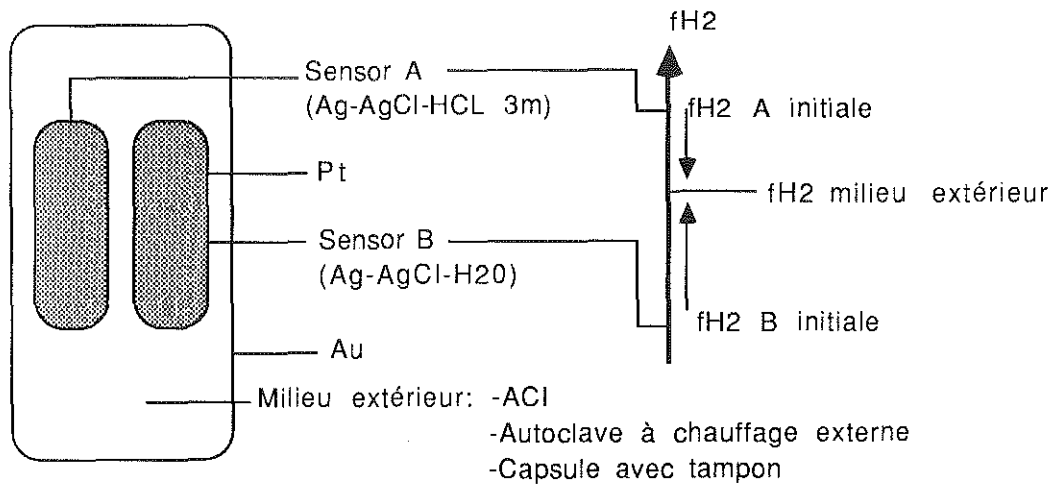 fH2
Sensor A
(Ag-AgCl-HCL 3m)
fH2 A initiale
Pt
fH2 milieu extérieur
Sensor B
(Ag-AgCl-H20)
fH2 B initiale
Au
Milieu extérieur: -ACI
-Autoclave à chauffage externe
-Capsule avec tampon